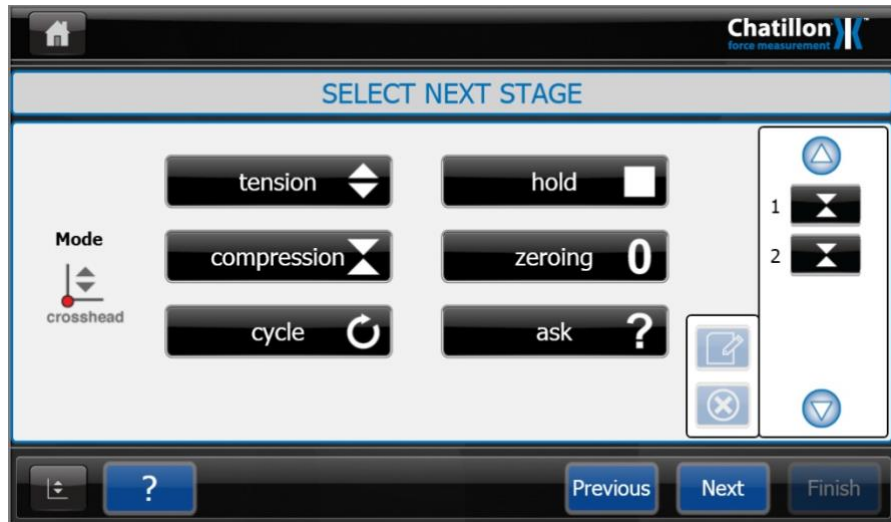 Chatillon™
force measurement
SELECT NEXT STAGE
tension
hold
1
Mode
compression
zeroing 0
2
crosshead
cycle
ask ?
?
Previous
Next
Finish